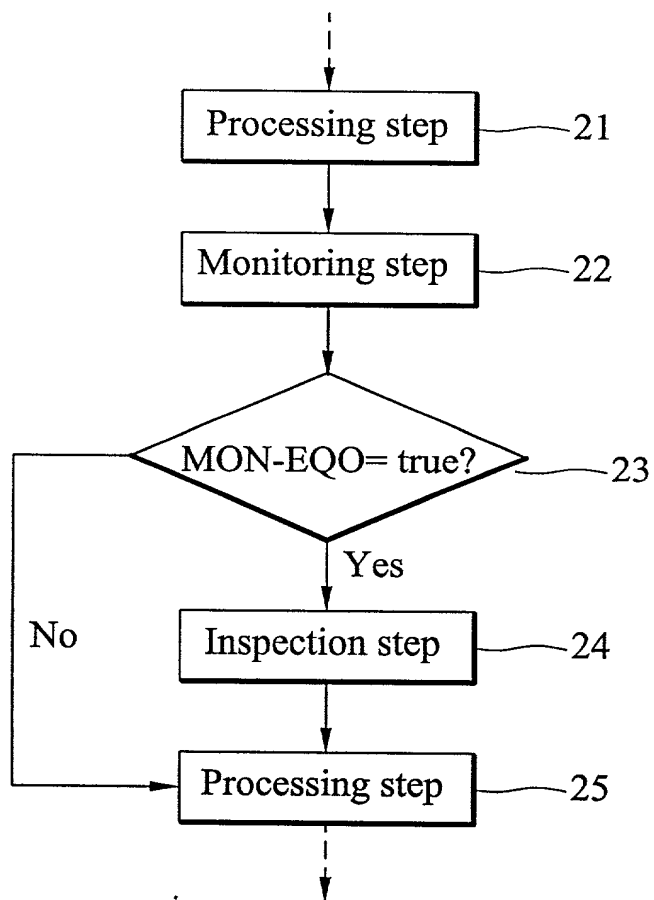 Processing step 21
Monitoring step 22
MON-EQO= true? 23
Yes
No
Inspection step 24
Processing step 25